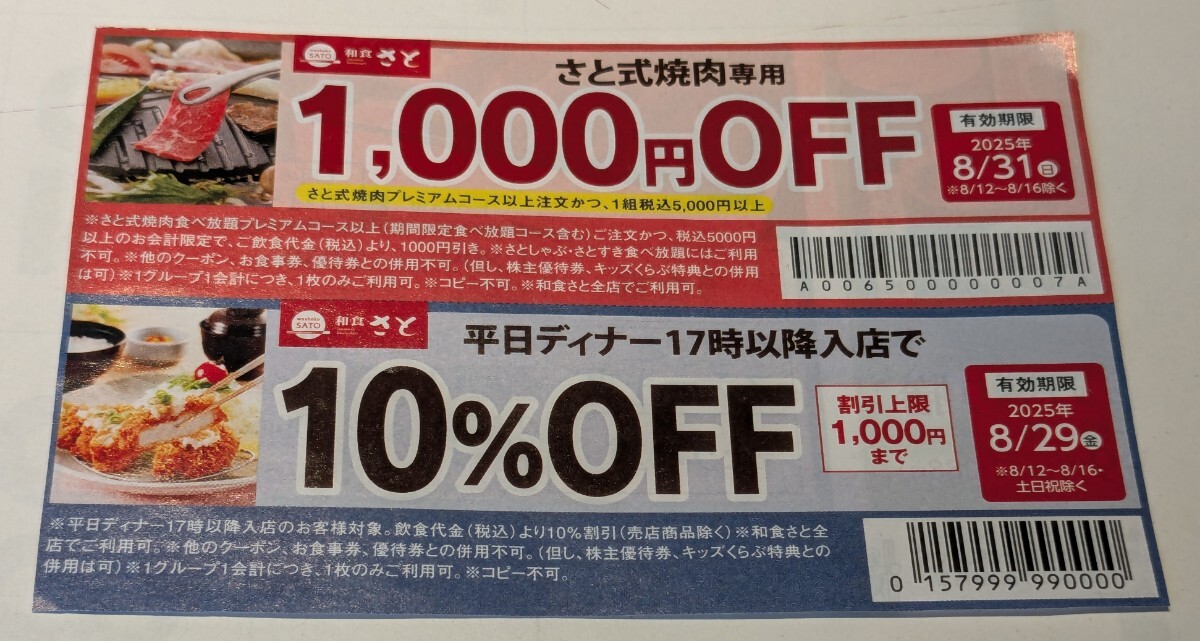 washoku
SATO
和食 さと
さと式焼肉専用
1,000円OFF
さと式焼肉プレミアムコース以上注文かつ、1組税込5,000円以上
有効期限
2025年
8/31(日)
※8/12〜8/16除く
※さと式焼肉食べ放題プレミアムコース以上(期間限定食べ放題コース含む)ご注文かつ、税込5000円
以上のお会計限定で、ご飲食代金(税込)より、1000円引き。※さとしゃぶ・さとすき食べ放題にはご利用
不可。※他のクーポン、お食事券、優待券との併用不可。(但し、株主優待券、キッズくらぶ特典との併用
は可)※1グループ1会計につき、1枚のみご利用可。※コピー不可。※和食さと全店でご利用可。
A00650000000007A
washoku
SATO
和食 さと
平日ディナー17時以降入店で
10%OFF
割引上限
1,000円
まで
有効期限
2025年
8/29(金)
※8/12〜8/16・
土日祝除く
※平日ディナー17時以降入店のお客様対象。飲食代金(税込)より10%割引(売店商品除く)※和食さと全
店でご利用可。※他のクーポン、お食事券、優待券との併用不可。(但し、株主優待券、キッズくらぶ特典との
併用は可)※1グループ1会計につき、1枚のみご利用可。※コピー不可。
0 157999 990000